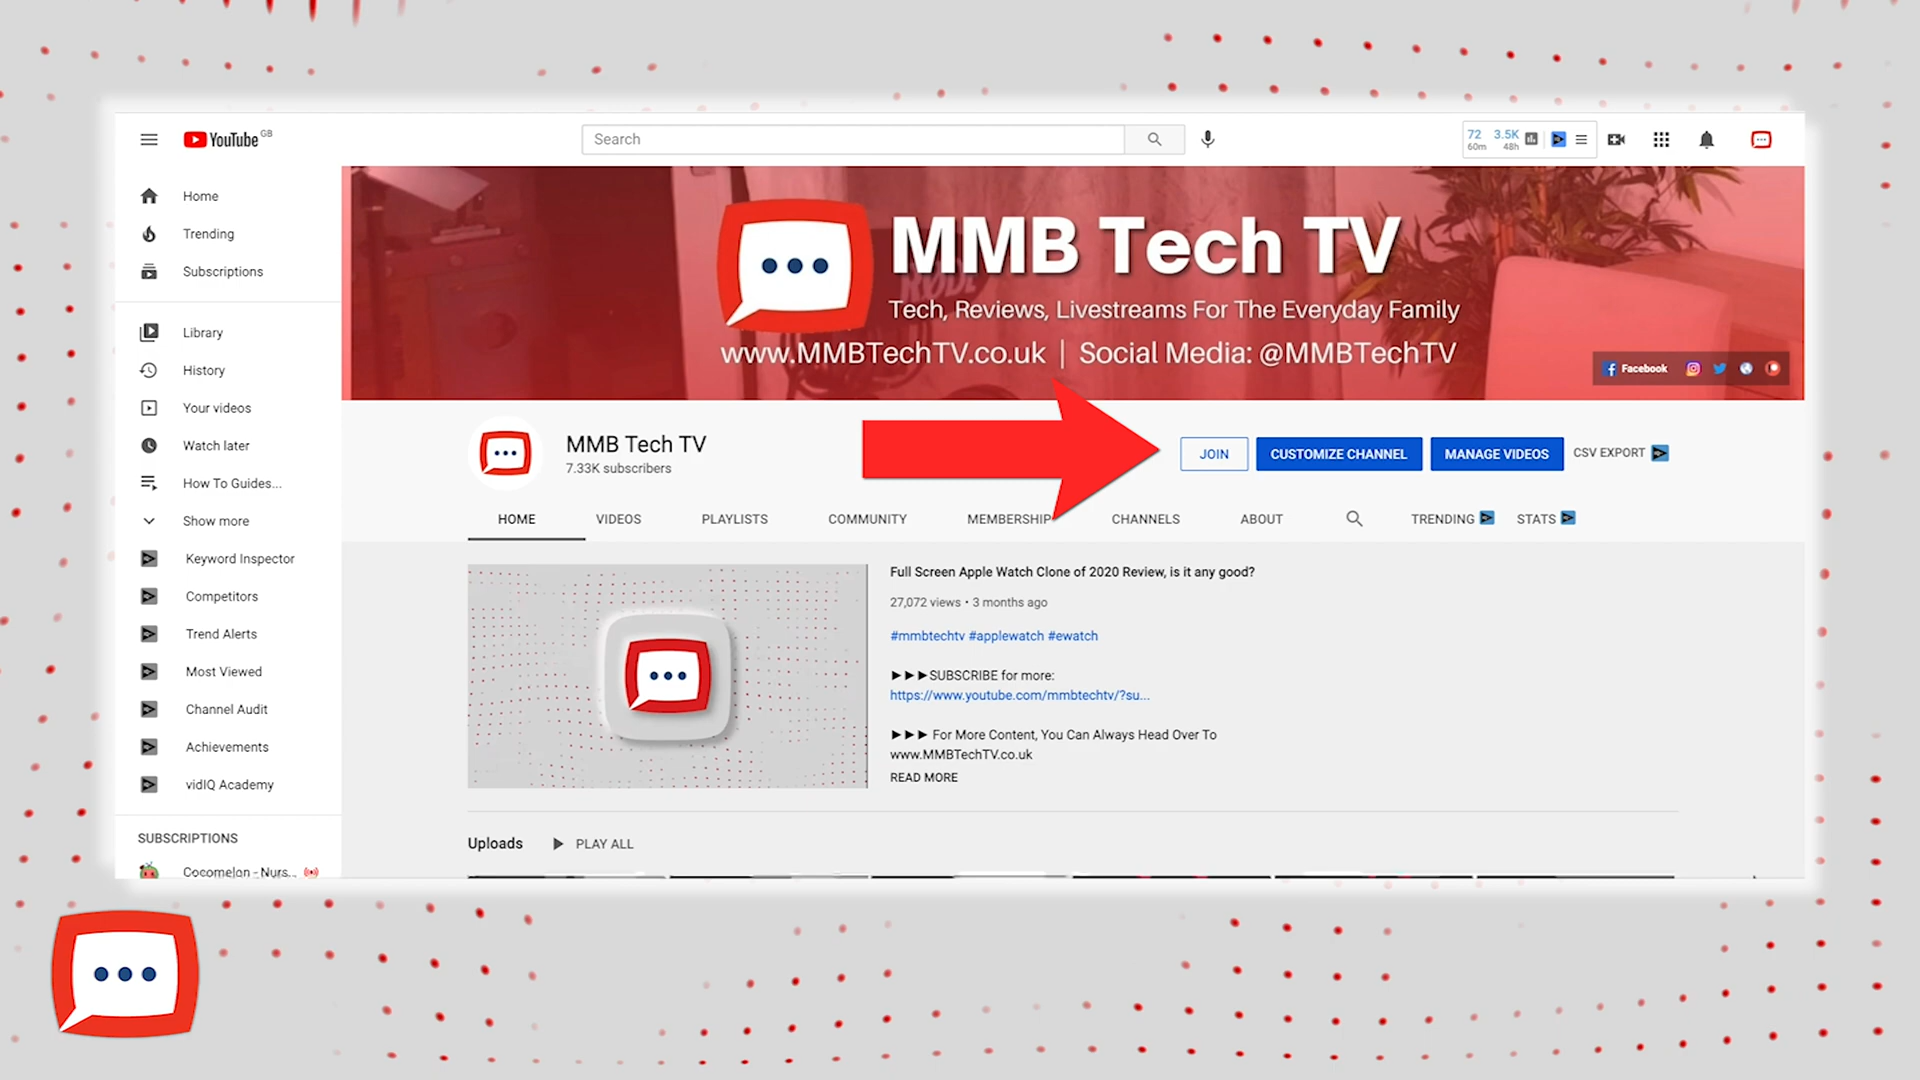 YouTube GB
Search
72 3.5K
60m 48h
Home
Trending
Subscriptions
Library
History
Your videos
Watch later
How To Guides...
Show more
Keyword Inspector
Competitors
Trend Alerts
Most Viewed
Channel Audit
Achievements
vidIQ Academy
SUBSCRIPTIONS
Cocomelon - Nurs...
MMB Tech TV
Tech, Reviews, Livestreams For The Everyday Family
www.MMBTechTV.co.uk | Social Media: @MMBTechTV
Facebook
MMB Tech TV
7.33K subscribers
JOIN CUSTOMIZE CHANNEL MANAGE VIDEOS CSV EXPORT
HOME VIDEOS PLAYLISTS COMMUNITY MEMBERSHIP CHANNELS ABOUT TRENDING STATS
Full Screen Apple Watch Clone of 2020 Review, is it any good?
27,072 views • 3 months ago
#mmbtechtv #applewatch #ewatch
►►►SUBSCRIBE for more:
https://www.youtube.com/mmbtechtv/?su...
►►► For More Content, You Can Always Head Over To
www.MMBTechTV.co.uk
READ MORE
Uploads PLAY ALL